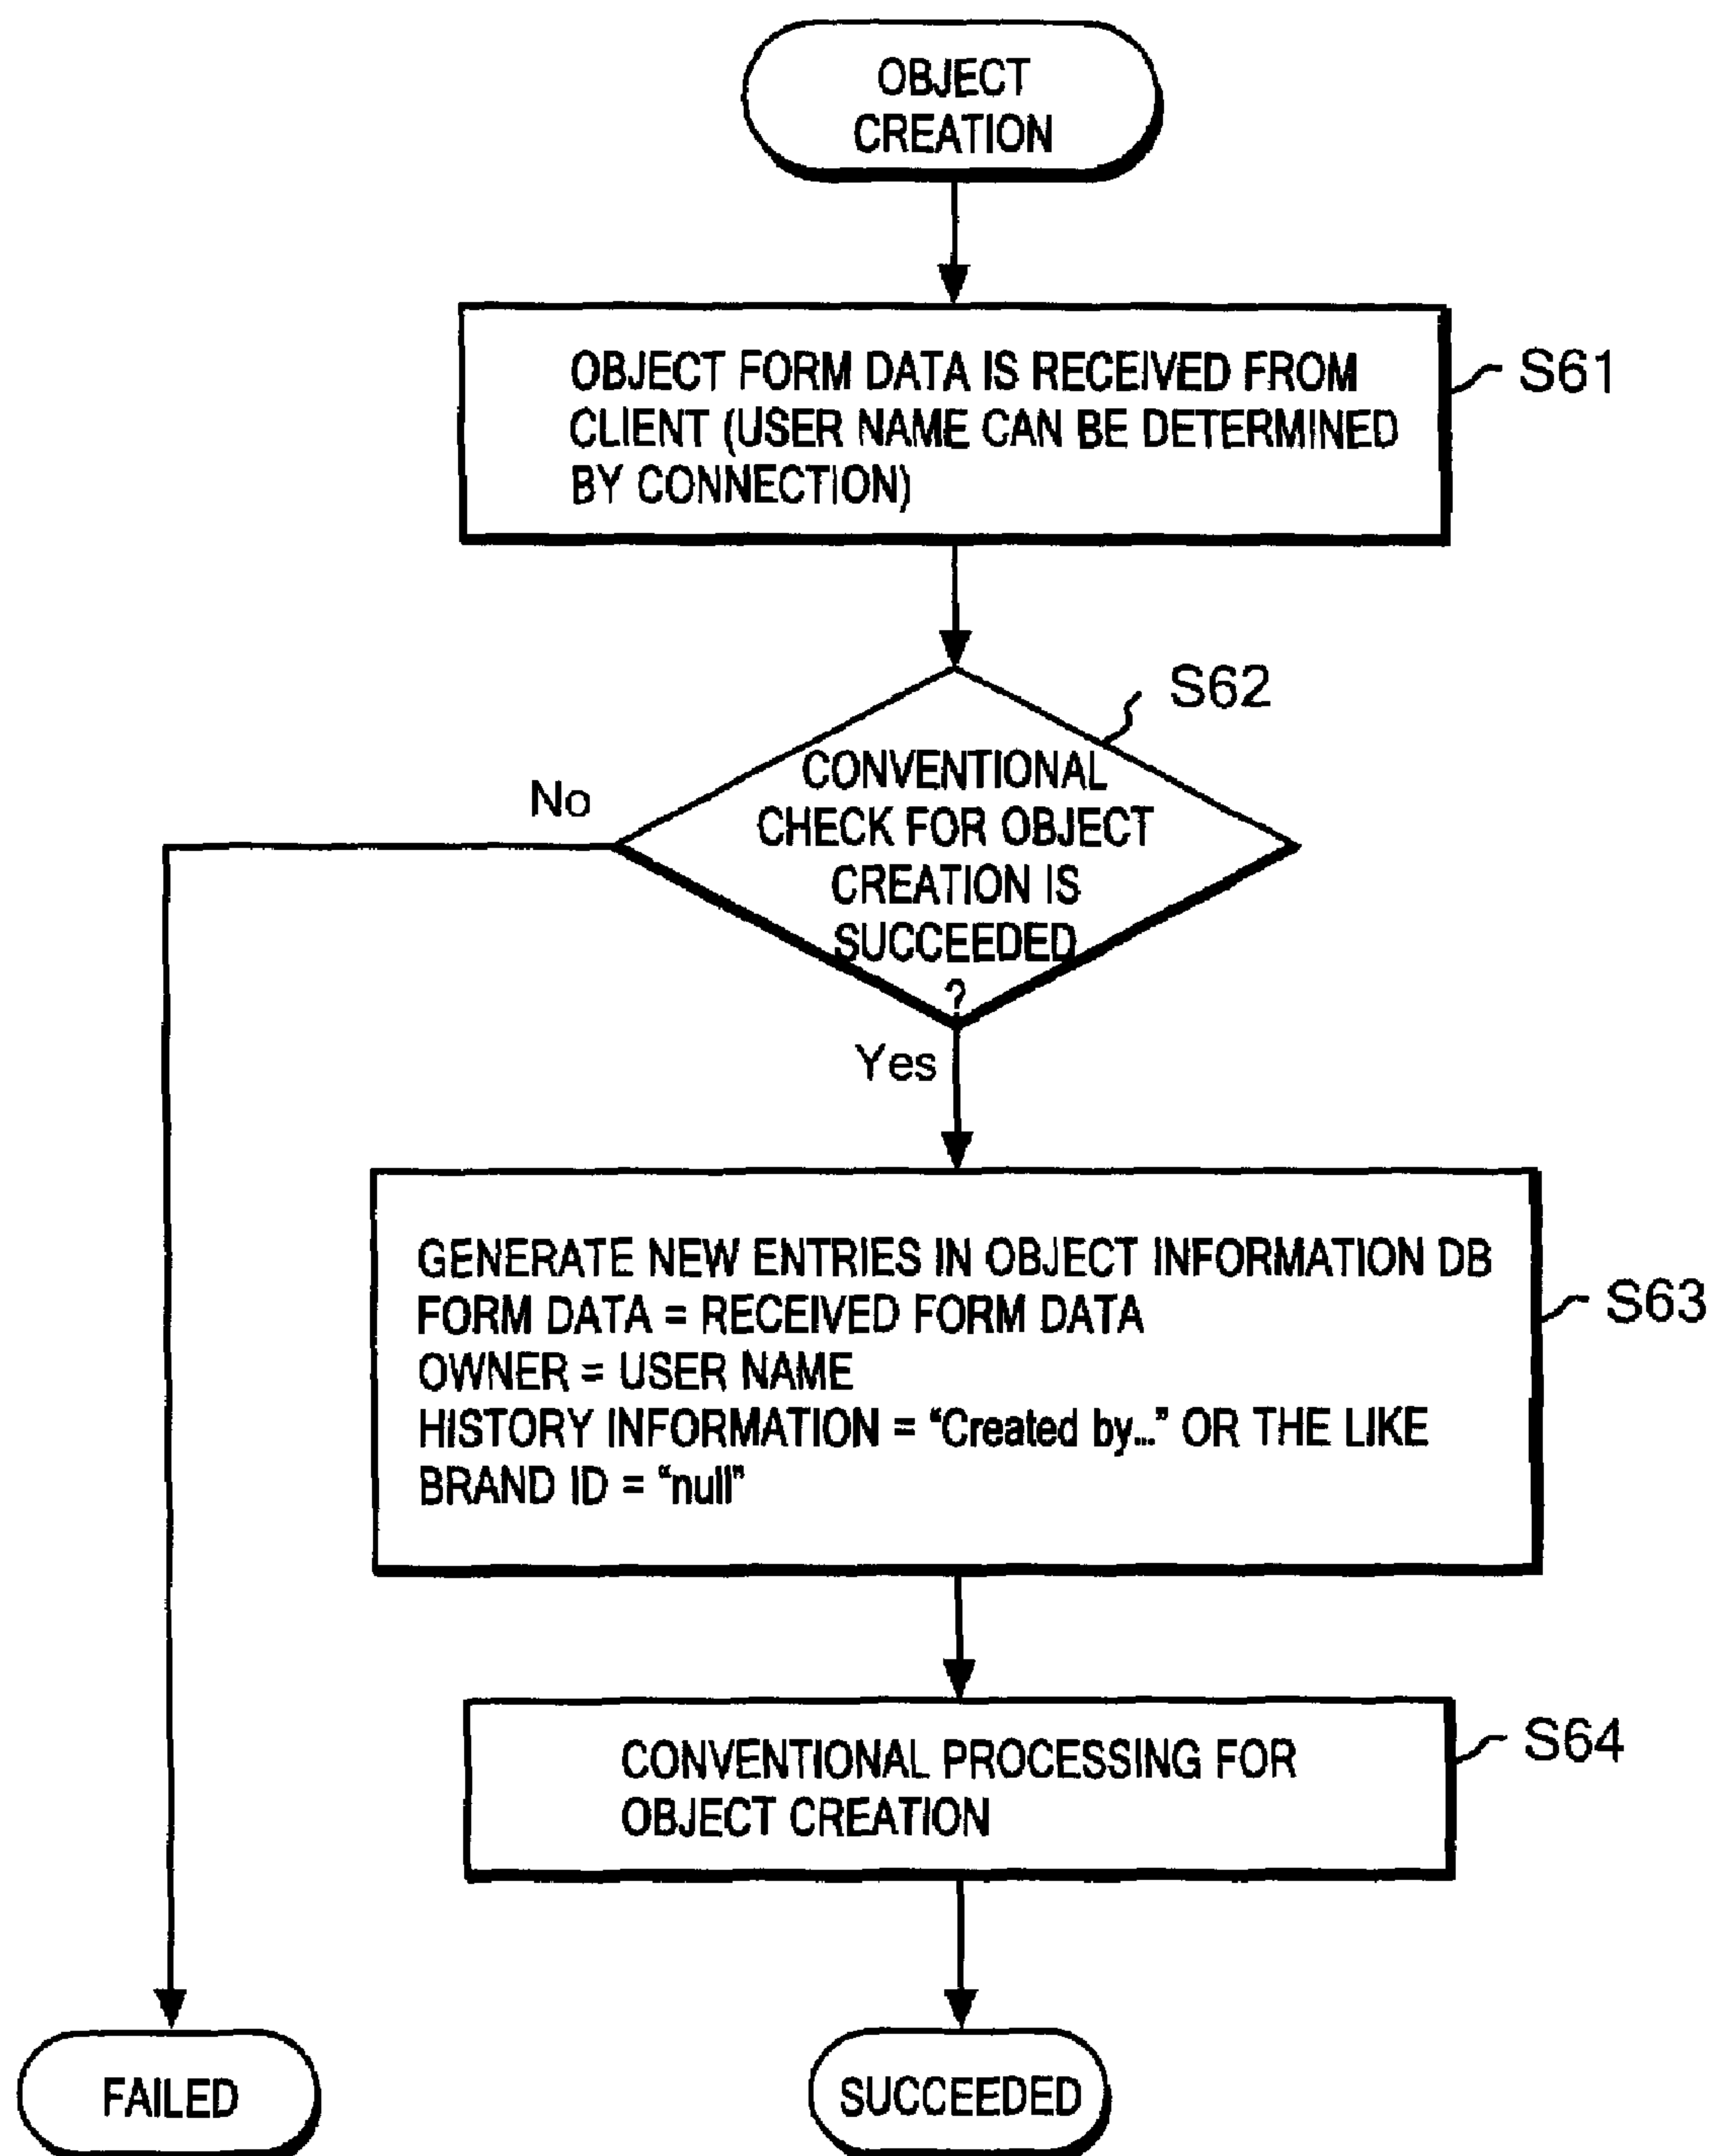 OBJECT
CREATION
OBJECT FORM DATA IS RECEIVED FROM
CLIENT (USER NAME CAN BE DETERMINED
BY CONNECTION)
S61
S62
CONVENTIONAL
CHECK FOR OBJECT
CREATION IS
SUCCEEDED
?
No
Yes
GENERATE NEW ENTRIES IN OBJECT INFORMATION DB
FORM DATA = RECEIVED FORM DATA
OWNER = USER NAME
HISTORY INFORMATION = “Created by...” OR THE LIKE
BRAND ID = “null”
S63
CONVENTIONAL PROCESSING FOR
OBJECT CREATION
S64
FAILED
SUCCEEDED